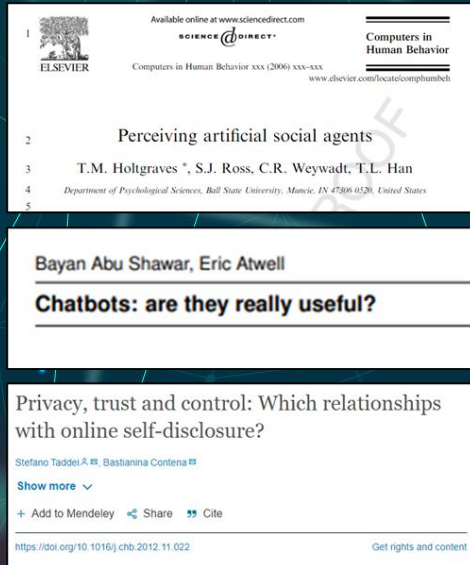 1
Available online at www.sciencedirect.com
SCIENCE DIRECT•
Computers in
Human Behavior
ELSEVIER
Computers in Human Behavior xxx (2006) xxx–xxx
www.elsevier.com/locate/comphumbeh
PROOF
2 Perceiving artificial social agents
3 T.M. Holtgraves *, S.J. Ross, C.R. Weywadt, T.L. Han
4 Department of Psychological Sciences, Ball State University, Muncie, IN 47306 0520, United States
5
Bayan Abu Shawar, Eric Atwell
Chatbots: are they really useful?
Privacy, trust and control: Which relationships
with online self-disclosure?
Stefano Taddei, Bastianina Contena
Show more
+ Add to Mendeley Share Cite
https://doi.org/10.1016/j.chb.2012.11.022 Get rights and content